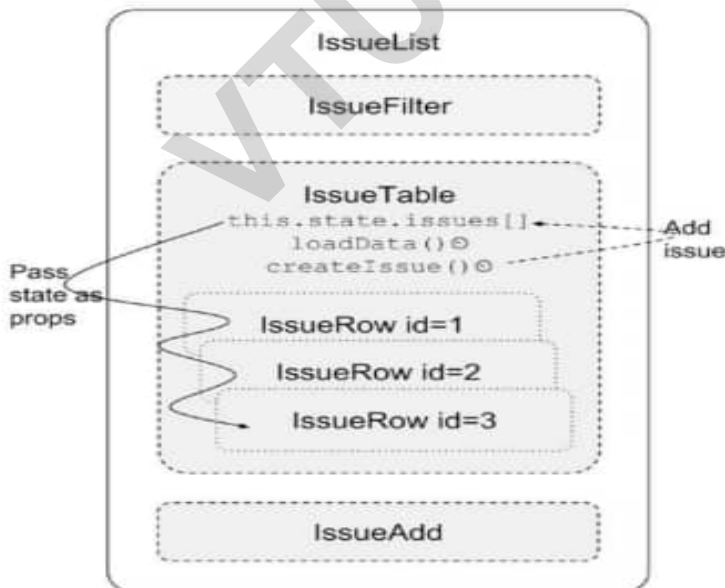 VTU
IssueList
IssueFilter
IssueTable
this.state.issues[]
loadData()
createIssue()
Add
issue
Pass
state as
props
IssueRow id=1
IssueRow id=2
IssueRow id=3
IssueAdd